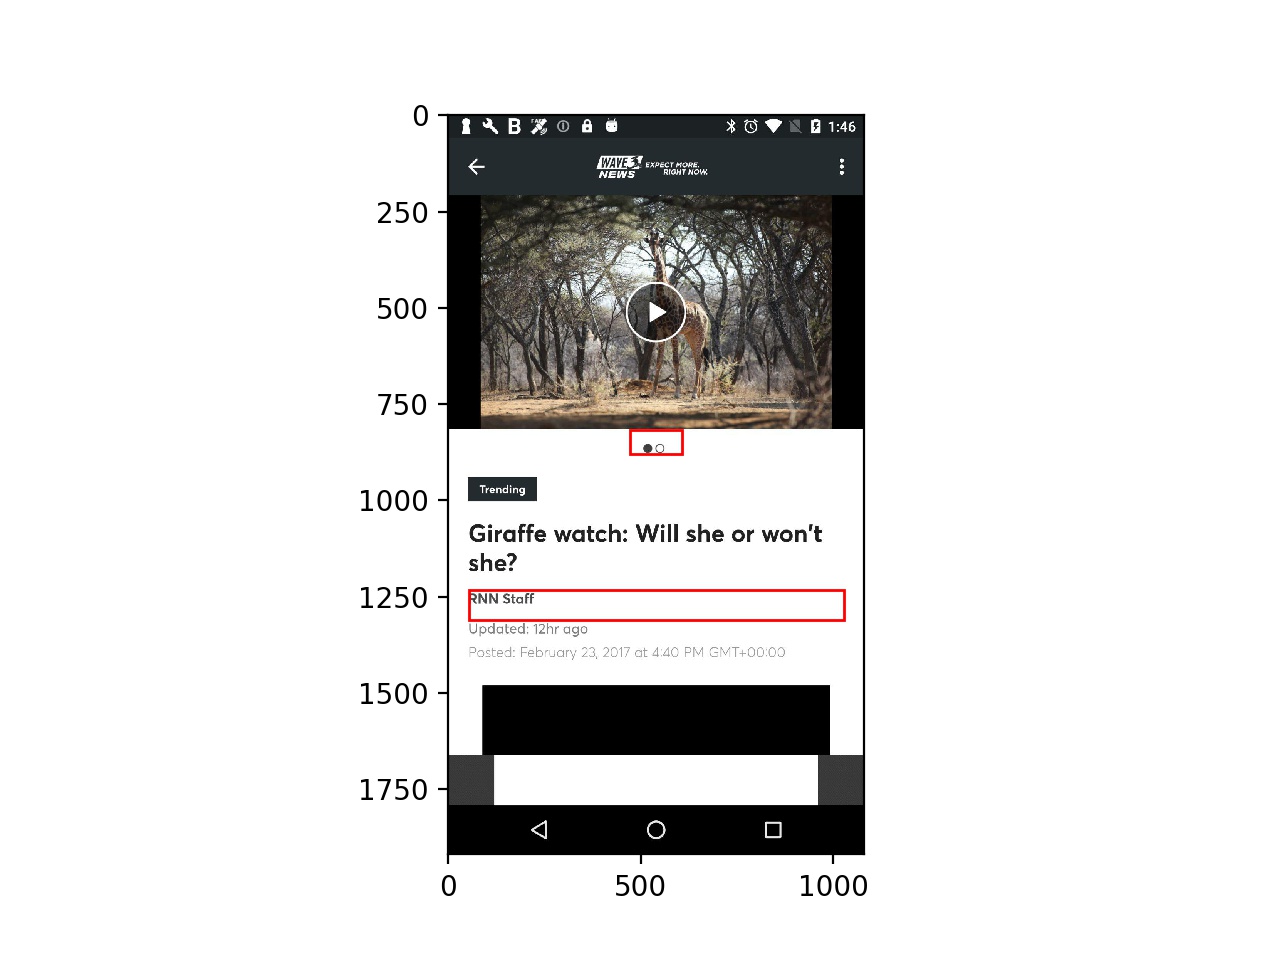 0
250
500
750
1000
1250
1500
1750
0 500 1000
1:46
WAVE 3 NEWS
EXPECT MORE.
RIGHT NOW.
Trending
Giraffe watch: Will she or won't
she?
RNN Staff
Updated: 12hr ago
Posted: February 23, 2017 at 4:40 PM GMT+00:00